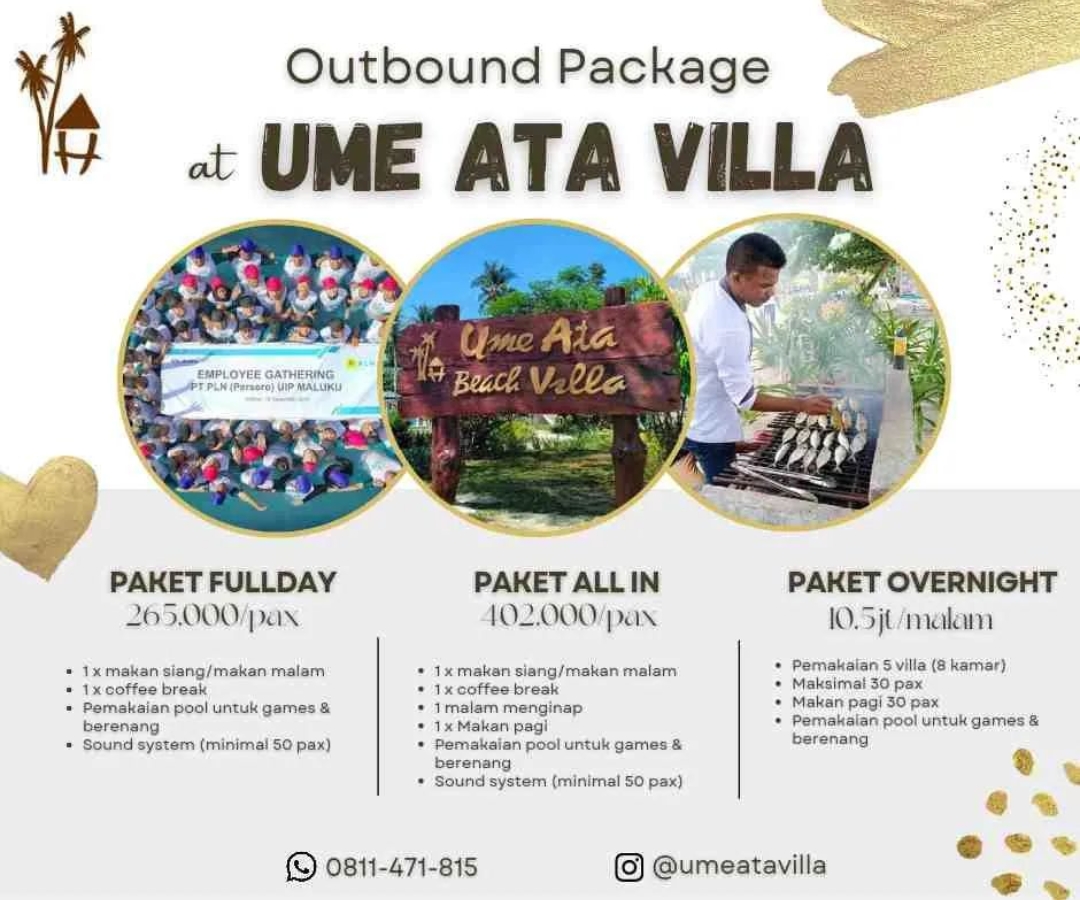 Outbound Package
at UME ATA VILLA
EMPLOYEE GATHERING
PT PLN (Persero) UIP MALUKU
Ume Ata
Beach Villa
PAKET FULLDAY
265.000/pax
• 1 x makan siang/makan malam
• 1 x coffee break
• Pemakaian pool untuk games &
berenang
• Sound system (minimal 50 pax)
PAKET ALL IN
402.000/pax
• 1 x makan siang/makan malam
• 1 x coffee break
• 1 malam menginap
• 1 x Makan pagi
• Pemakaian pool untuk games &
berenang
• Sound system (minimal 50 pax)
PAKET OVERNIGHT
10.5jt/malam
• Pemakaian 5 villa (8 kamar)
• Maksimal 30 pax
• Makan pagi 30 pax
• Pemakaian pool untuk games &
berenang
0811-471-815
@umeatavilla